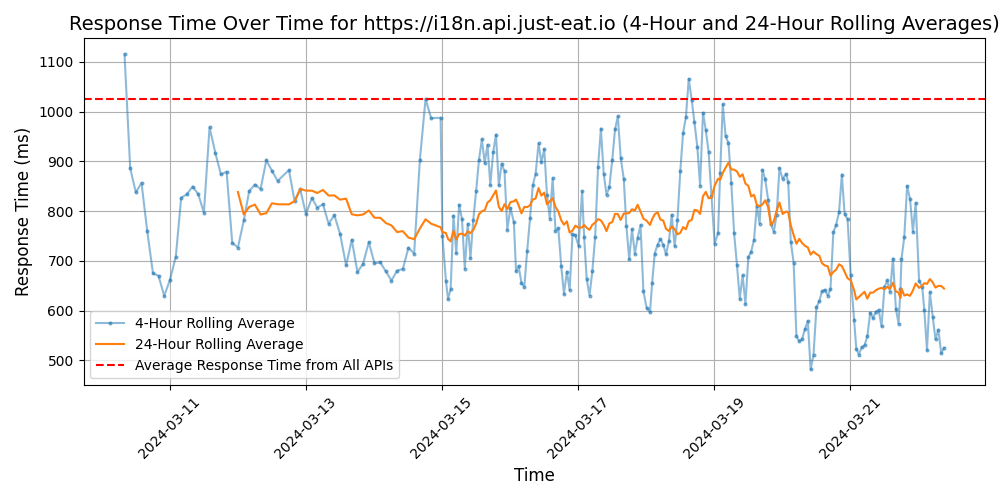 Response Time Over Time for https://i18n.api.just-eat.io (4-Hour and 24-Hour Rolling Averages)
Response Time (ms)
1100
1000
900
800
700
600
500
4-Hour Rolling Average
24-Hour Rolling Average
Average Response Time from All APIs
2024-03-11
2024-03-13
2024-03-15
2024-03-17
2024-03-19
2024-03-21
Time